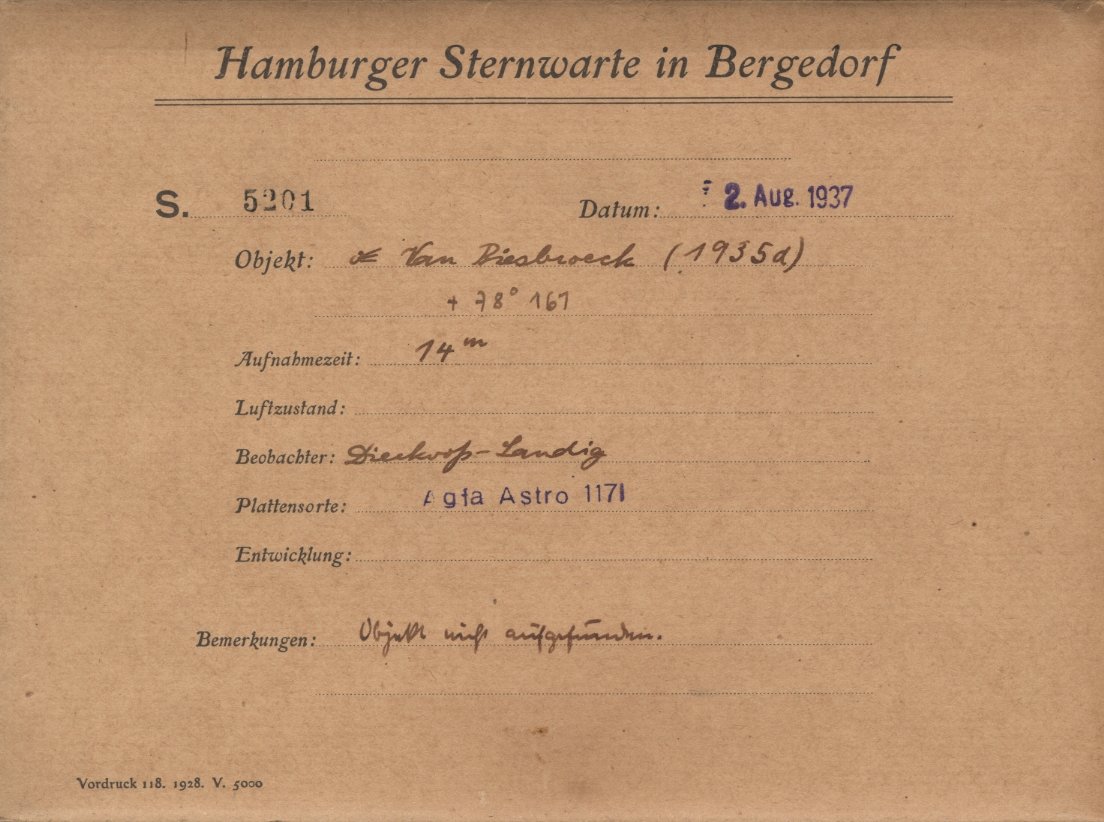 Hamburger Sternwarte in Bergedorf
S. 5201 Datum: 2. Aug. 1937
Objekt: ☄ Van Biesbroeck (1935d)
+ 78° 161
Aufnahmezeit: 14ᵐ
Luftzustand:
Beobachter: Dieckvoß-Landig
Plattensorte: Agfa Astro 1171
Entwicklung:
Bemerkungen: Objekt nicht aufgefunden.
Vordruck 118. 1928. V. 5000